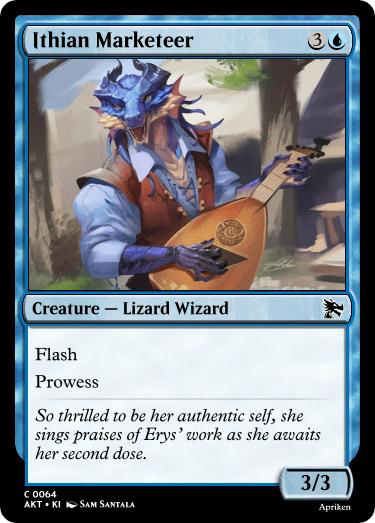 Ithian Marketeer
3
Creature — Lizard Wizard
Flash
Prowess
So thrilled to be her authentic self, she
sings praises of Erys’ work as she awaits
her second dose.
3/3
C 0064
AKT • KI Sam Santala
Apriken